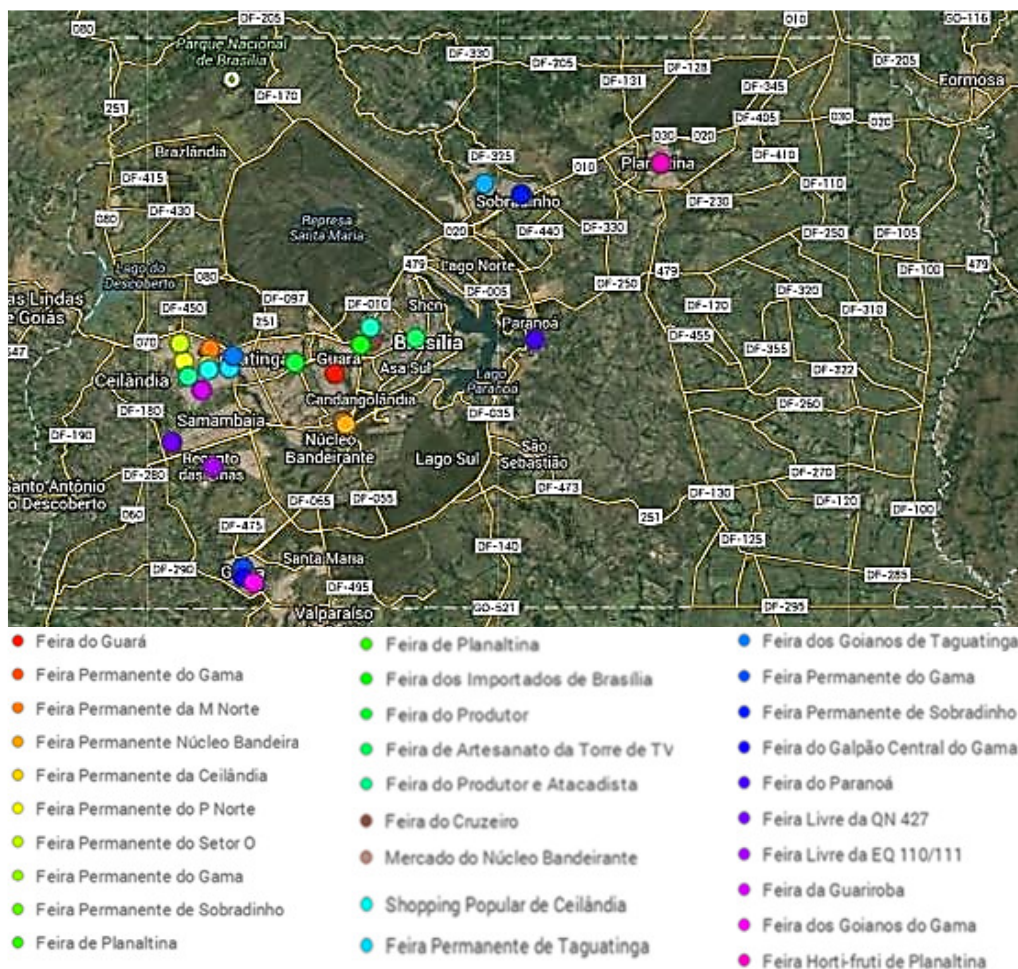 080
DF-205
010
GO-116
Parque Nacional
de Brasília
DF-330
DF-205
DF-131
DF-128
DF-205
Formosa
251
DF-170
DF-345
DF-405
030
020
030
020
Brazlândia
DF-325
010
DF-410
DF-415
DF-110
Sobradinho
DF-230
080
DF-430
Represa
Santa Maria
020
DF-440
DF-330
DF-250
DF-105
Lago do
Descoberto
080
479
Lago Norte
479
DF-100
479
as Lindas
e Goiás
DF-450
DF-097
DF-010
DF-005
DF-250
DF-320
251
Shcn
DF-120
DF-310
070
Guará
Brasília
Paranoa
DF-455
DF-355
547
Ceilândia
Asa Sul
Lago
Paranoa
DF-322
Candangolândia
DF-180
Samambaia
DF-035
DF-260
DF-190
Núcleo
Bandeirante
Lago Sul
São
Sebastião
DF-280
DF-270
Santo Antônio
o Descoberto
DF-065
DF-055
DF-473
DF-130
DF-120
060
251
DF-100
DF-475
DF-125
DF-290
Santa Maria
DF-140
DF-285
DF-495
Valparaíso
GO-521
DF-295
Feira do Guará
Feira Permanente do Gama
Feira Permanente da M Norte
Feira Permanente Núcleo Bandeira
Feira Permanente da Ceilândia
Feira Permanente do P Norte
Feira Permanente do Setor O
Feira Permanente do Gama
Feira Permanente de Sobradinho
Feira de Planaltina
Feira de Planaltina
Feira dos Importados de Brasília
Feira do Produtor
Feira de Artesanato da Torre de TV
Feira do Produtor e Atacadista
Feira do Cruzeiro
Mercado do Núcleo Bandeirante
Shopping Popular de Ceilândia
Feira Permanente de Taguatinga
Feira dos Goianos de Taguatinga
Feira Permanente do Gama
Feira Permanente de Sobradinho
Feira do Galpão Central do Gama
Feira do Paranoá
Feira Livre da QN 427
Feira Livre da EQ 110/111
Feira da Guariroba
Feira dos Goianos do Gama
Feira Horti-fruti de Planaltina